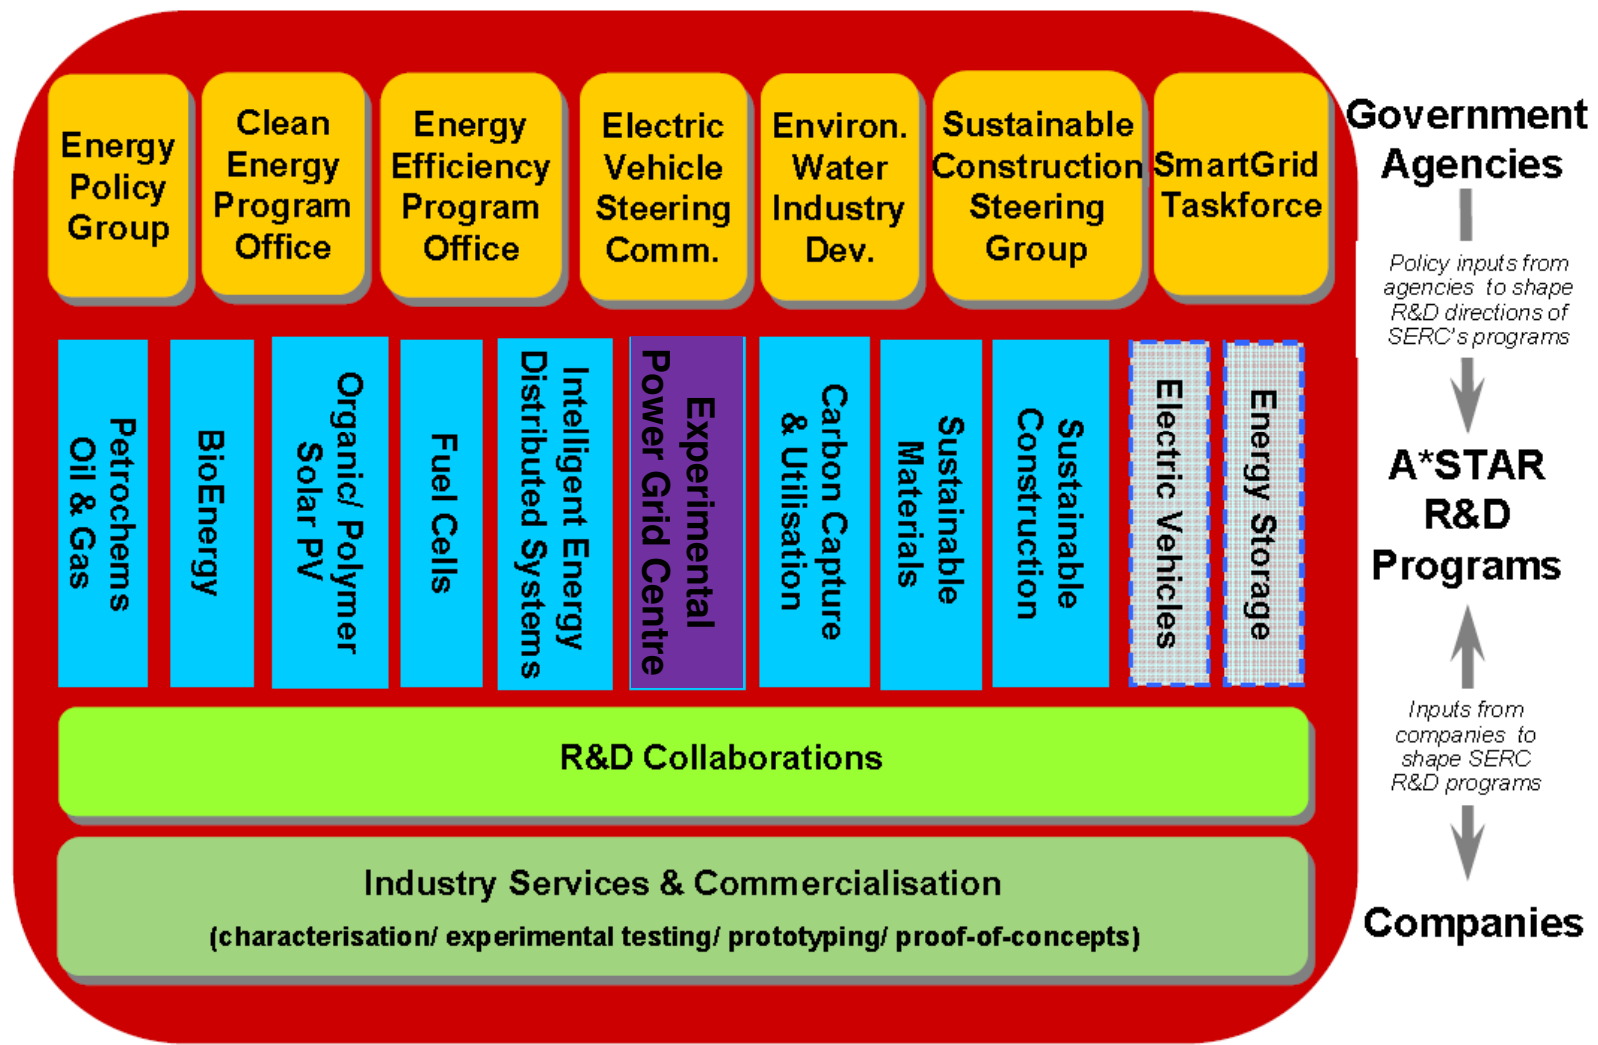 Energy
Policy
Group
Clean
Energy
Program
Office
Energy
Efficiency
Program
Office
Electric
Vehicle
Steering
Comm.
Environ.
Water
Industry
Dev.
Sustainable
Construction
Steering
Group
SmartGrid
Taskforce
Government
Agencies
Policy inputs from
agencies to shape
R&D directions of
SERC's programs
Petrochems
Oil & Gas
BioEnergy
Organic/ Polymer
Solar PV
Fuel Cells
Intelligent Energy
Distributed Systems
Experimental
Power Grid Centre
Carbon Capture
& Utilisation
Sustainable
Materials
Sustainable
Construction
Electric Vehicles
Energy Storage
A*STAR
R&D
Programs
Inputs from
companies to
shape SERC
R&D programs
R&D Collaborations
Industry Services & Commercialisation
(characterisation/ experimental testing/ prototyping/ proof-of-concepts)
Companies